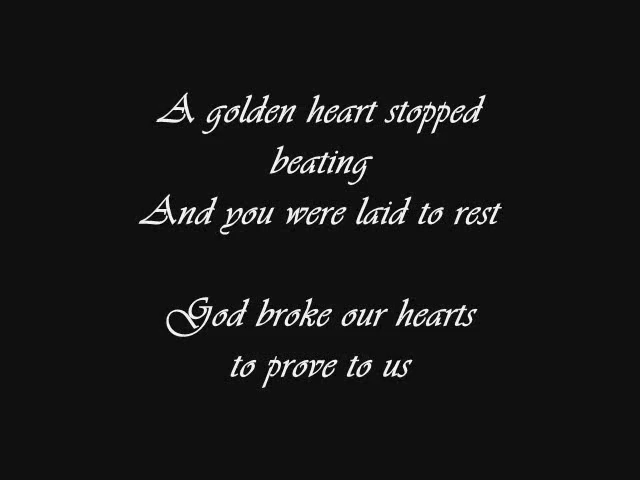 A golden heart stopped
beating
And you were laid to rest
God broke our hearts
to prove to us